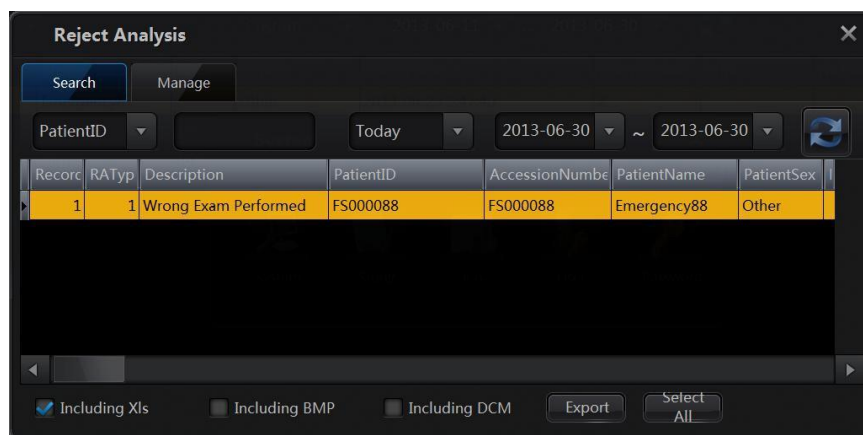 Reject Analysis
Search Manage
PatientID Today 2013-06-30 ~ 2013-06-30
Record RATyp Description PatientID AccessionNumbe PatientName PatientSex
1 1 Wrong Exam Performed FS000088 FS000088 Emergency88 Other
Including Xls Including BMP Including DCM Export Select All